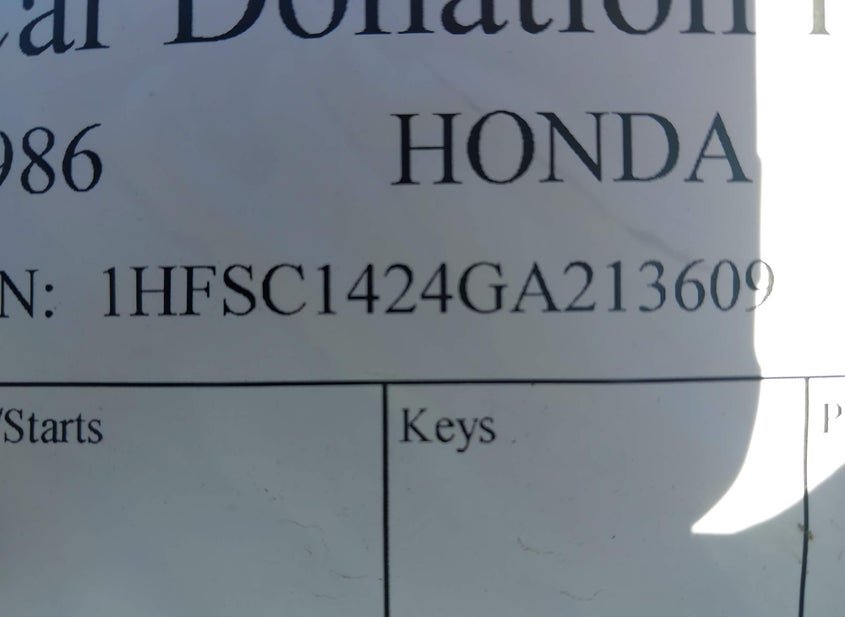 Donation
986 HONDA
N: 1HFSC1424GA213609
/Starts Keys P